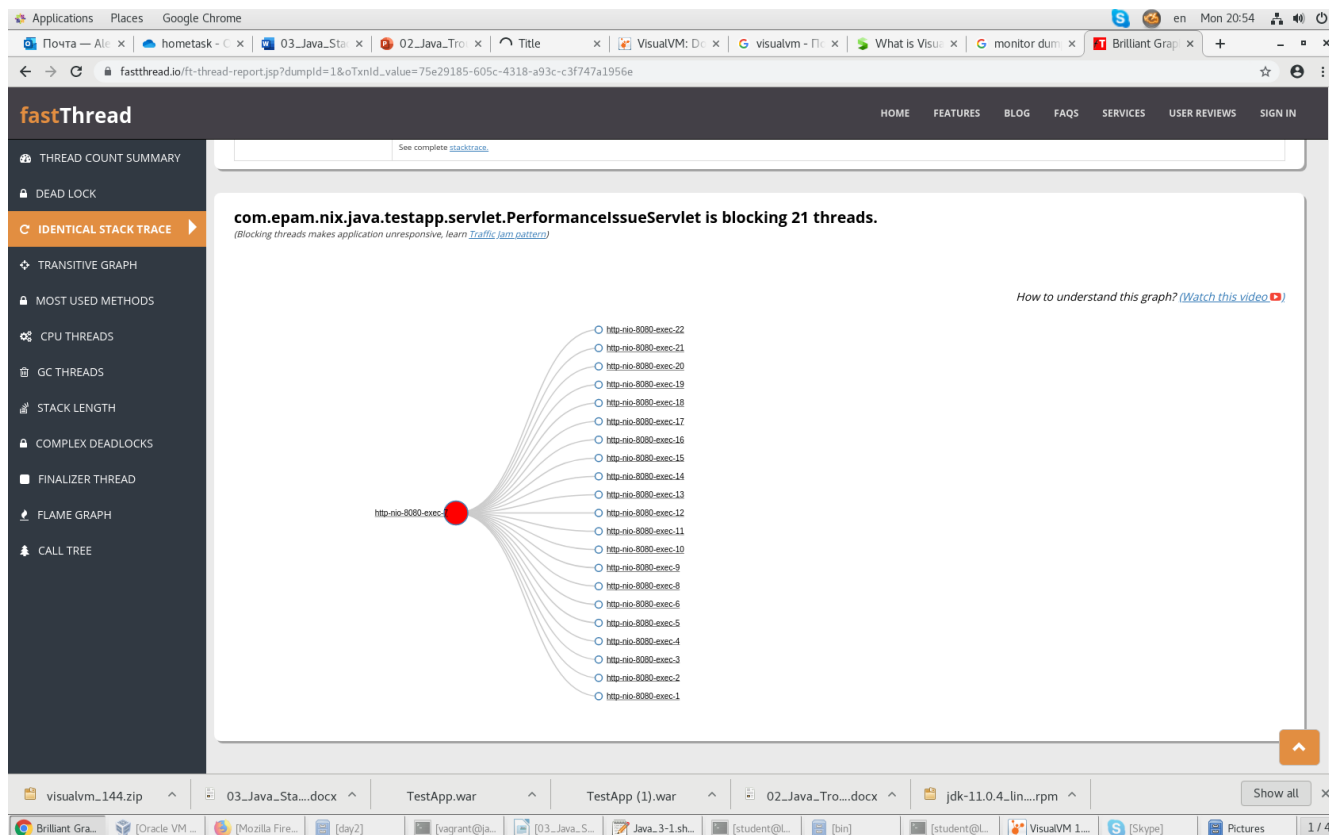 Applications Places Google Chrome en Mon 20:54
Почта — Ale hometask - C 03_Java_Stac 02_Java_Trou Title VisualVM: Do visualvm - По What is Visua monitor dump Brilliant Grap
fastthread.io/ft-thread-report.jsp?dumpId=1&oTxnId_value=75e29185-605c-4318-a93c-c3f747a1956e
fastThread HOME FEATURES BLOG FAQS SERVICES USER REVIEWS SIGN IN
THREAD COUNT SUMMARY
DEAD LOCK
IDENTICAL STACK TRACE
TRANSITIVE GRAPH
MOST USED METHODS
CPU THREADS
GC THREADS
STACK LENGTH
COMPLEX DEADLOCKS
FINALIZER THREAD
FLAME GRAPH
CALL TREE
See complete stacktrace.
com.epam.nix.java.testapp.servlet.PerformanceIssueServlet is blocking 21 threads.
(Blocking threads makes application unresponsive, learn Traffic Jam pattern)
How to understand this graph? (Watch this video)
http-nio-8080-exec-22
http-nio-8080-exec-21
http-nio-8080-exec-20
http-nio-8080-exec-19
http-nio-8080-exec-18
http-nio-8080-exec-17
http-nio-8080-exec-16
http-nio-8080-exec-15
http-nio-8080-exec-14
http-nio-8080-exec-13
http-nio-8080-exec- http-nio-8080-exec-12
http-nio-8080-exec-11
http-nio-8080-exec-10
http-nio-8080-exec-9
http-nio-8080-exec-8
http-nio-8080-exec-6
http-nio-8080-exec-5
http-nio-8080-exec-4
http-nio-8080-exec-3
http-nio-8080-exec-2
http-nio-8080-exec-1
visualvm_144.zip 03_Java_Sta....docx TestApp.war TestApp (1).war 02_Java_Tro....docx jdk-11.0.4_lin....rpm Show all
Brilliant Gra... [Oracle VM ... [Mozilla Fire... [day2] [vagrant@ja... [03_Java_S... Java_3-1.sh... [student@l... [bin] [student@l... VisualVM 1.... [Skype] Pictures 1 / 4